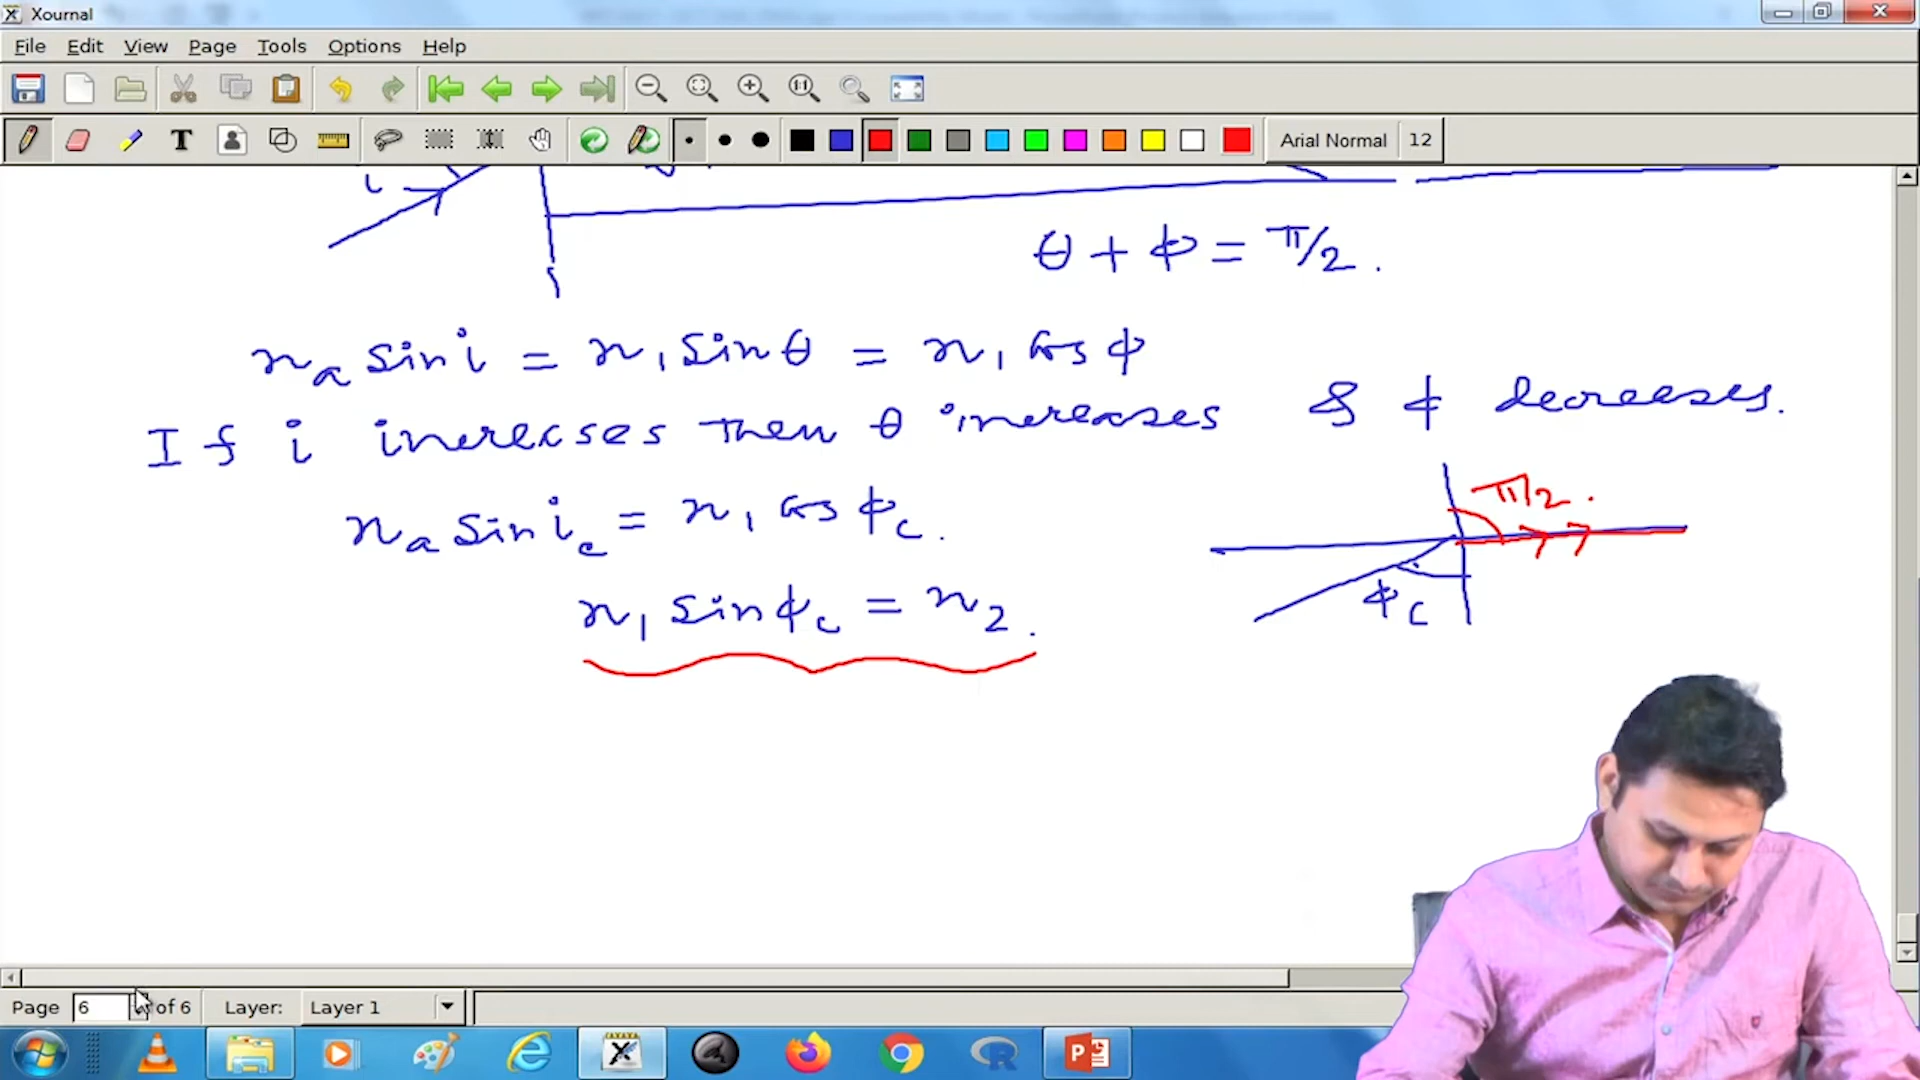 Xournal
File Edit View Page Tools Options Help
Arial Normal 12
i
θ + φ = π/2.
n_a sin i = n_1 sin θ = n_1 cos φ
If i increases then θ increases & φ decreases.
n_a sin i_c = n_1 cos φ_c.
π/2.
φ_c
n_1 sin φ_c = n_2.
Page 6 of 6 Layer: Layer 1